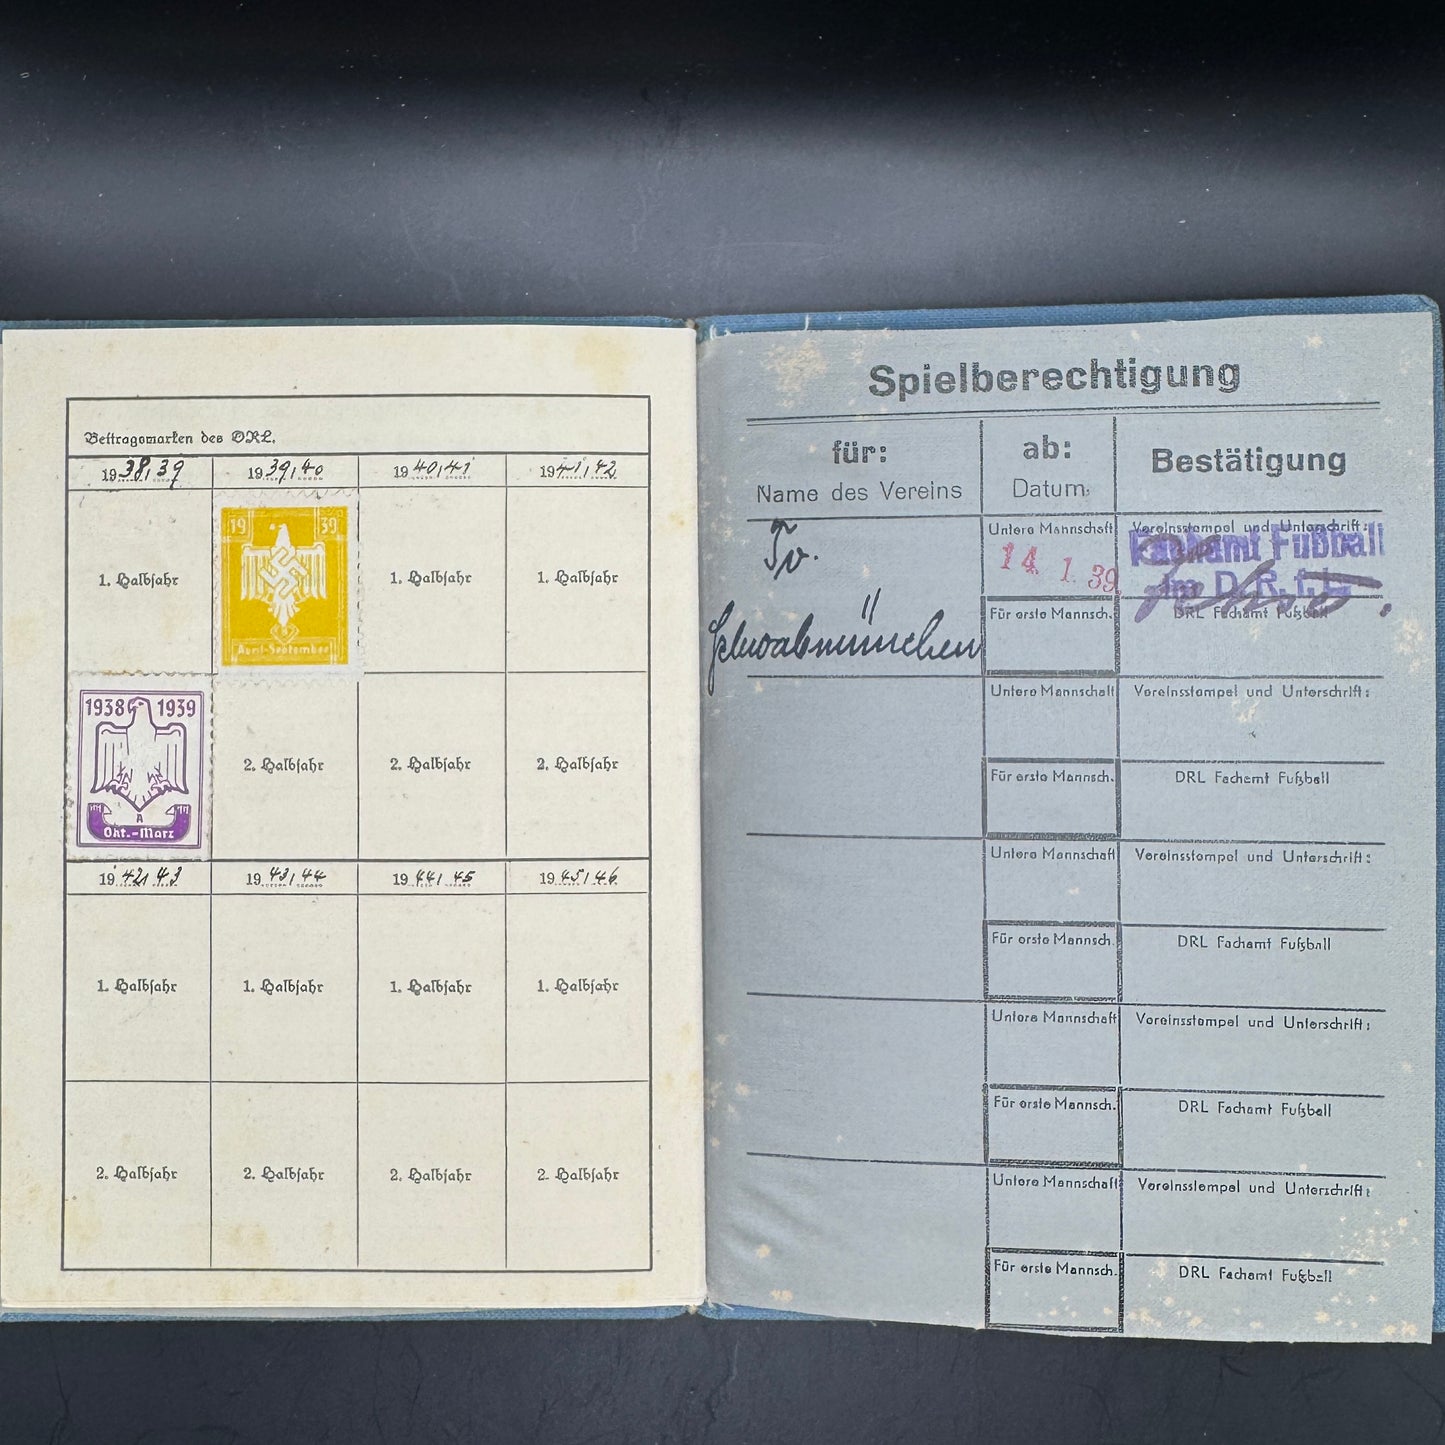 Beitragsmarken des DRL.
1938/39 1939/40 1940/41 1941/42
1. Halbjahr 1. Halbjahr 1. Halbjahr
19 39
April-September
1938 1939
A
Okt.-März
2. Halbjahr 2. Halbjahr 2. Halbjahr
1942/43 1943/44 1944/45 1945/46
1. Halbjahr 1. Halbjahr 1. Halbjahr 1. Halbjahr
2. Halbjahr 2. Halbjahr 2. Halbjahr 2. Halbjahr
Spielberechtigung
für: ab: Bestätigung
Name des Vereins Datum:
Tv.
Schwabmünchen
Untere Mannschaft Vereinsstempel und Unterschrift:
14. 1. 39
Fachamt Fußball
im D. R. f. L.
Für erste Mannsch. DRL Fachamt Fußball
Untere Mannschaft Vereinsstempel und Unterschrift:
Für erste Mannsch. DRL Fachamt Fußball
Untere Mannschaft Vereinsstempel und Unterschrift:
Für erste Mannsch. DRL Fachamt Fußball
Untere Mannschaft Vereinsstempel und Unterschrift:
Für erste Mannsch. DRL Fachamt Fußball
Untere Mannschaft Vereinsstempel und Unterschrift:
Für erste Mannsch. DRL Fachamt Fußball